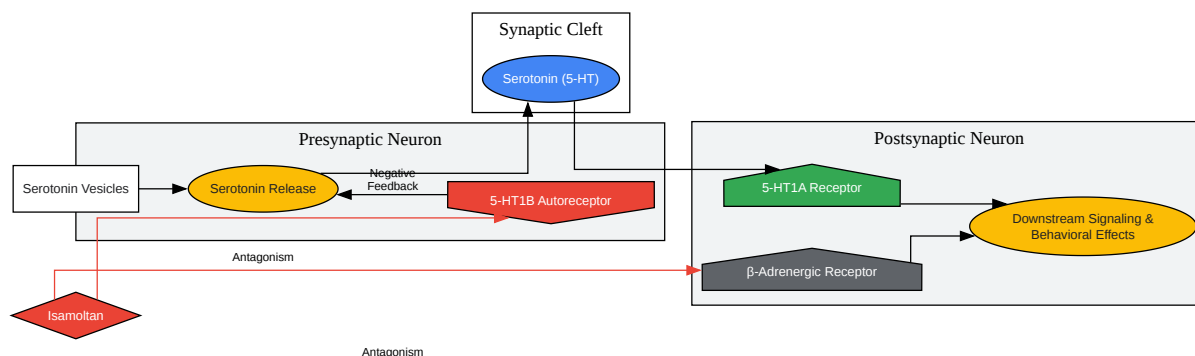 Synaptic Cleft
Serotonin (5-HT)
Presynaptic Neuron
Postsynaptic Neuron
Serotonin Vesicles
Serotonin Release
Negative
Feedback
5-HT1B Autoreceptor
5-HT1A Receptor
Downstream Signaling &
Behavioral Effects
Antagonism
β-Adrenergic Receptor
Isamoltan
Antagonism